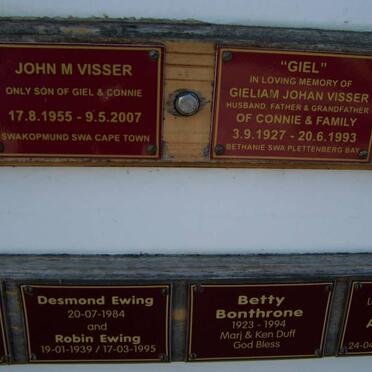 JOHN M VISSER
ONLY SON OF GIEL & CONNIE
17.8.1955 - 9.5.2007
SWAKOPMUND SWA CAPE TOWN
"GIEL"
IN LOVING MEMORY OF
GIELIAM JOHAN VISSER
HUSBAND, FATHER & GRANDFATHER
OF CONNIE & FAMILY
3.9.1927 - 20.6.1993
BETHANIE SWA PLETTENBERG BAY
Desmond Ewing
20-07-1984
and
Robin Ewing
19-01-1939 / 17-03-1995
Betty
Bonthrone
1923 - 1994
Marj & Ken Duff
God Bless
24-04